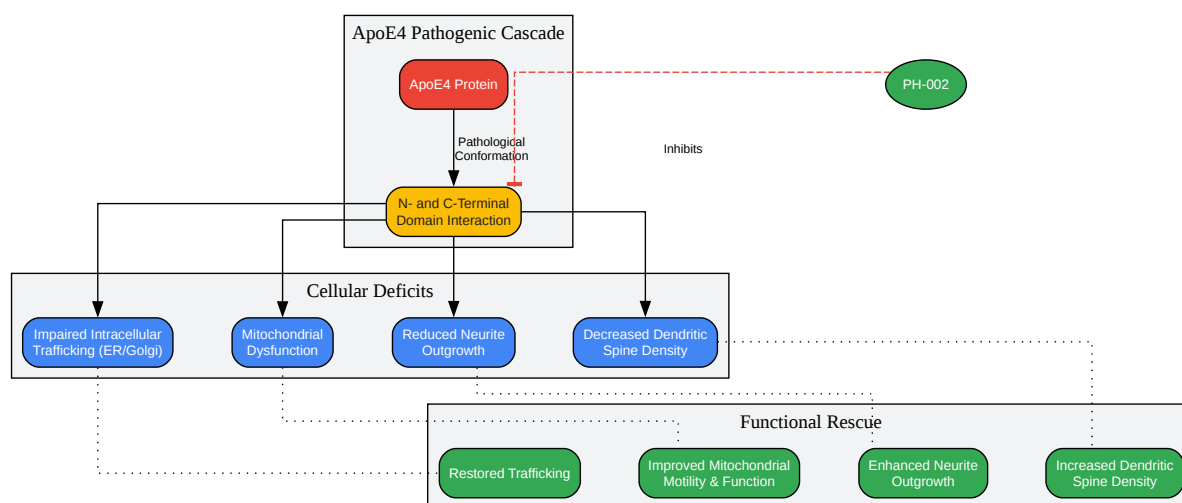 ApoE4 Pathogenic Cascade
ApoE4 Protein
PH-002
Pathological
Conformation
Inhibits
N- and C-Terminal
Domain Interaction
Cellular Deficits
Impaired Intracellular
Trafficking (ER/Golgi)
Mitochondrial
Dysfunction
Reduced Neurite
Outgrowth
Decreased Dendritic
Spine Density
Functional Rescue
Restored Trafficking
Improved Mitochondrial
Motility & Function
Enhanced Neurite
Outgrowth
Increased Dendritic
Spine Density